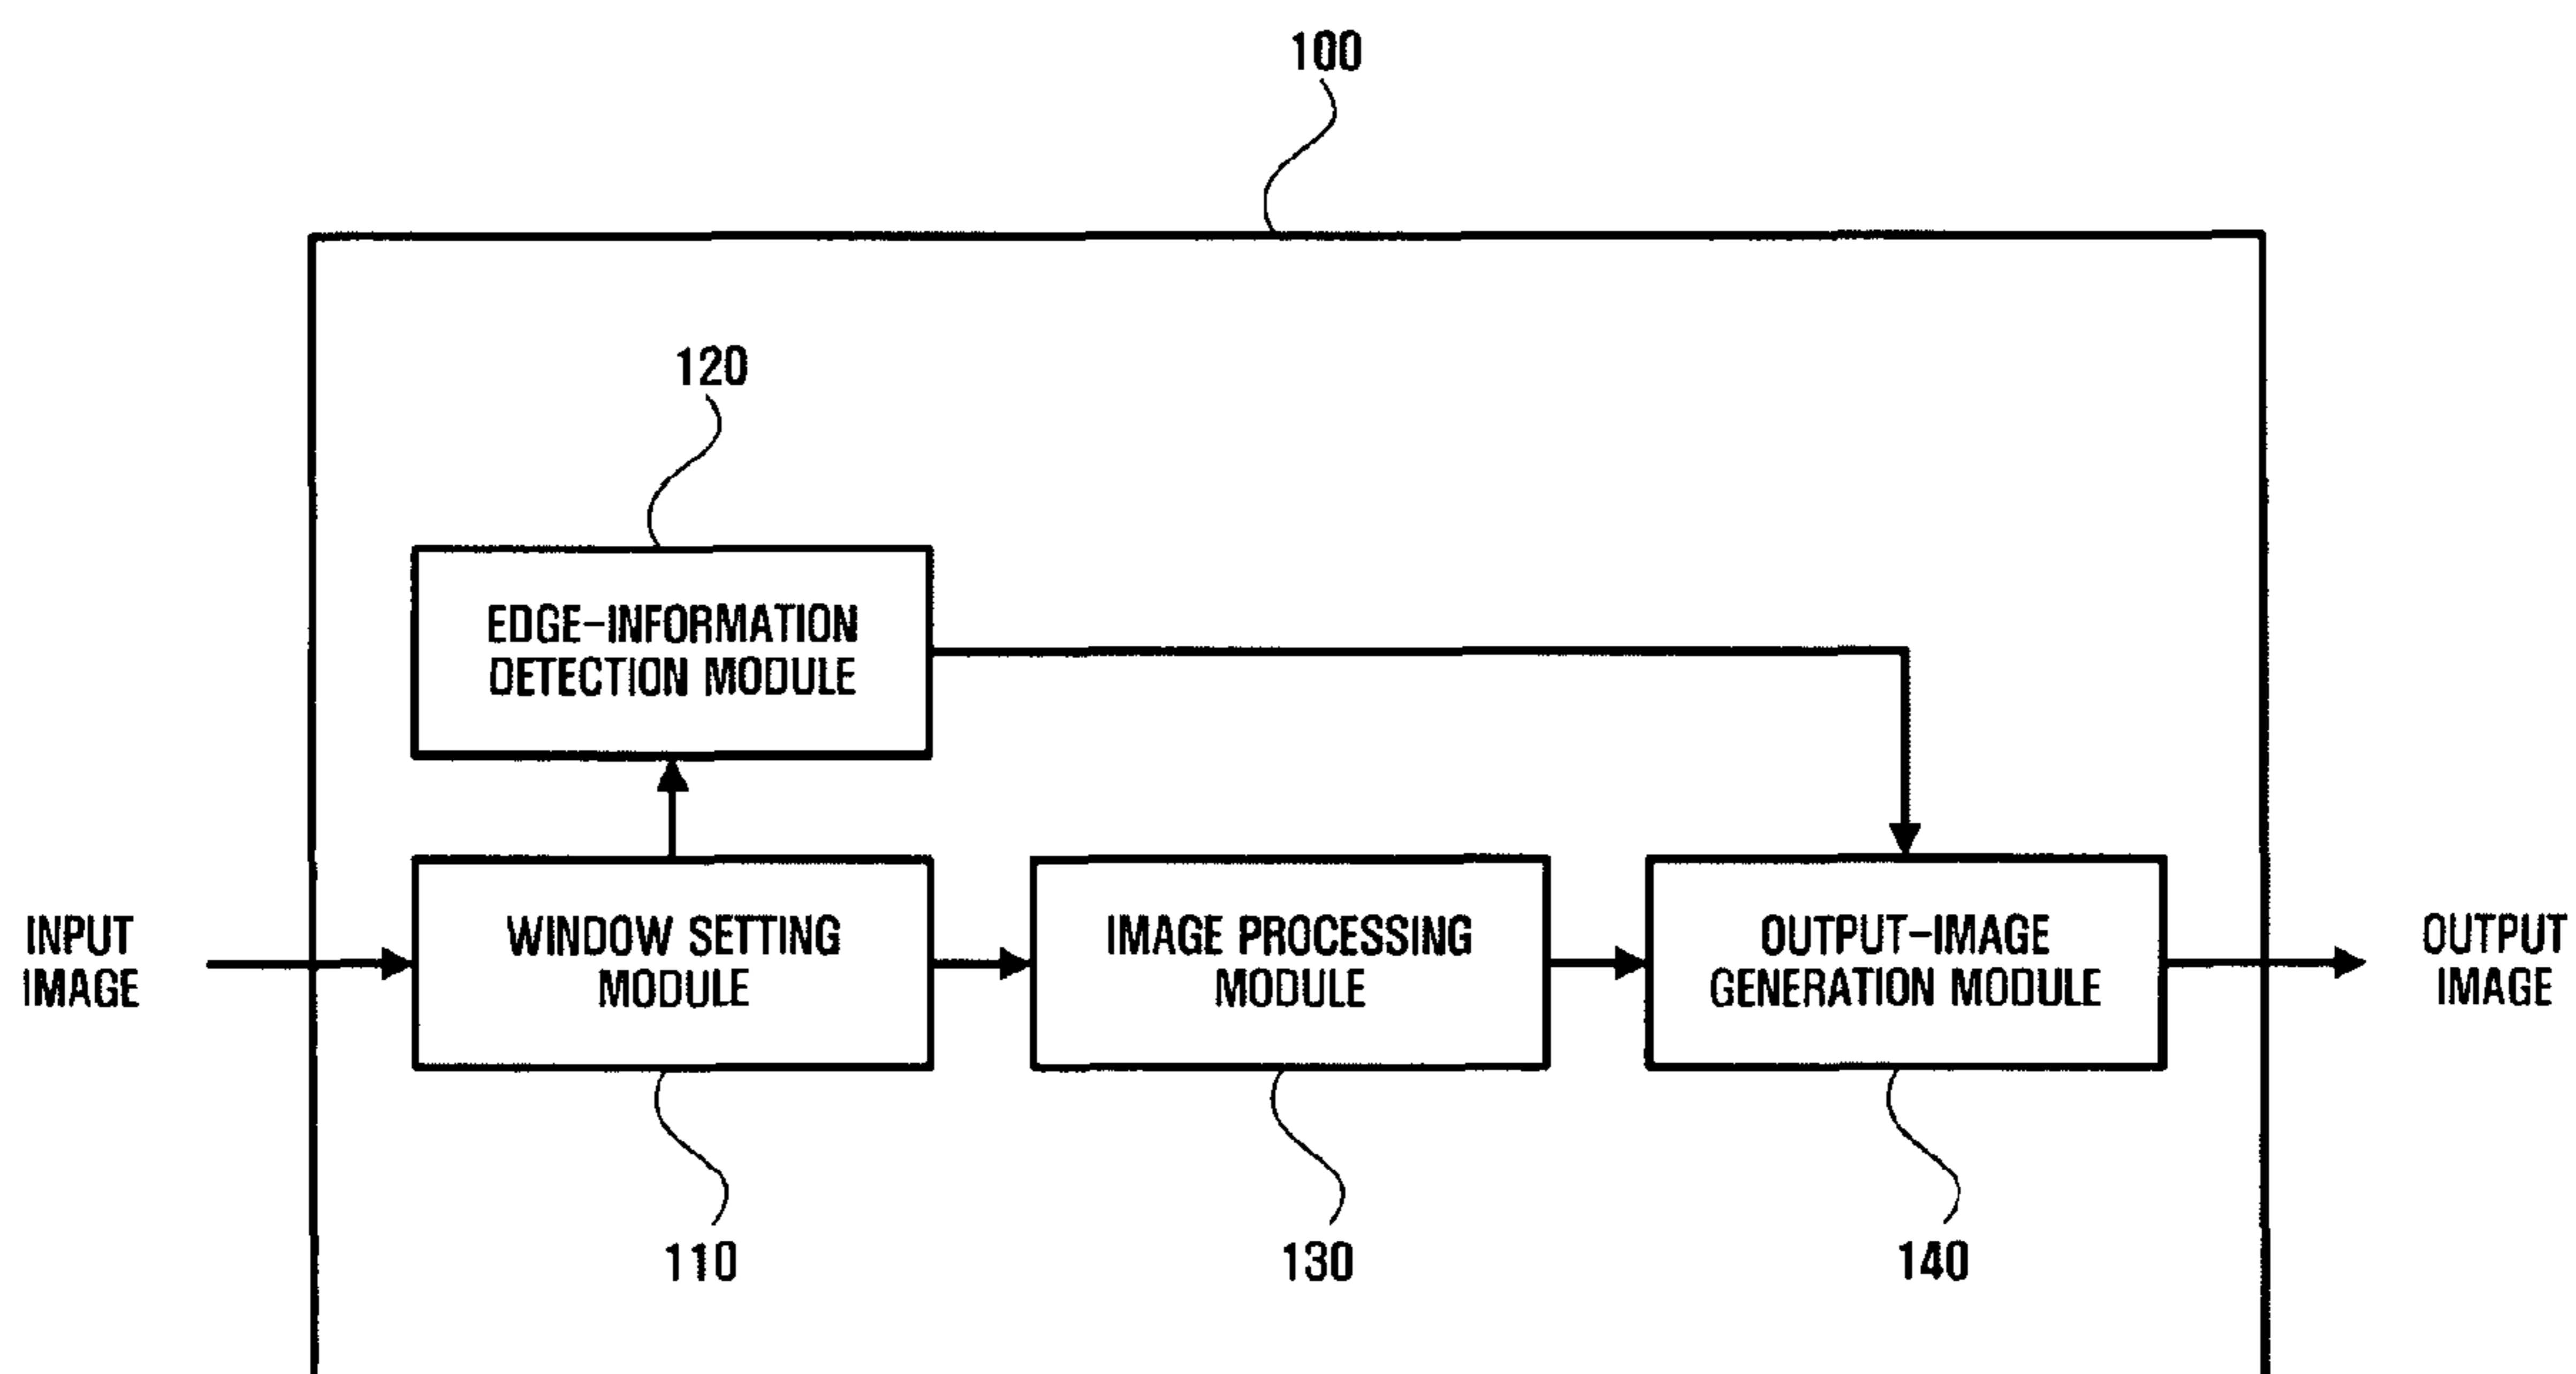 100
120
EDGE-INFORMATION
DETECTION MODULE
INPUT
IMAGE
WINDOW SETTING
MODULE
IMAGE PROCESSING
MODULE
OUTPUT-IMAGE
GENERATION MODULE
OUTPUT
IMAGE
110
130
140